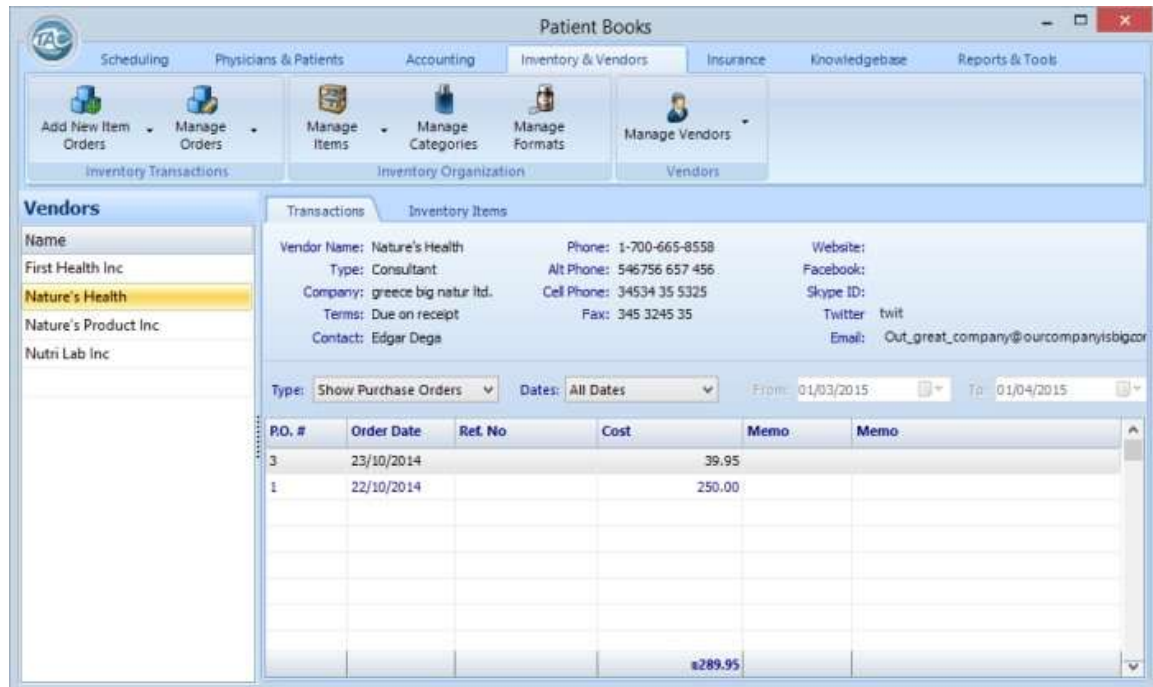 Patient Books
TAC
Scheduling Physicians & Patients Accounting Inventory & Vendors Insurance Knowledgebase Reports & Tools
Add New Item Orders Manage Orders Manage Items Manage Categories Manage Formats Manage Vendors
Inventory Transactions Inventory Organization Vendors
Vendors
Name
First Health Inc
Nature's Health
Nature's Product Inc
Nutri Lab Inc
Transactions Inventory Items
Vendor Name: Nature's Health Phone: 1-700-665-8558 Website:
Type: Consultant Alt Phone: 546756 657 456 Facebook:
Company: greece big natur ltd. Cell Phone: 34534 35 5325 Skype ID:
Terms: Due on receipt Fax: 345 3245 35 Twitter twit
Contact: Edgar Dega Email: Out_great_company@ourcompanyisbig.cor
Type: Show Purchase Orders Dates: All Dates From: 01/03/2015 To: 01/04/2015
P.O. # Order Date Ref. No Cost Memo Memo
3 23/10/2014 39.95
1 22/10/2014 250.00
289.95